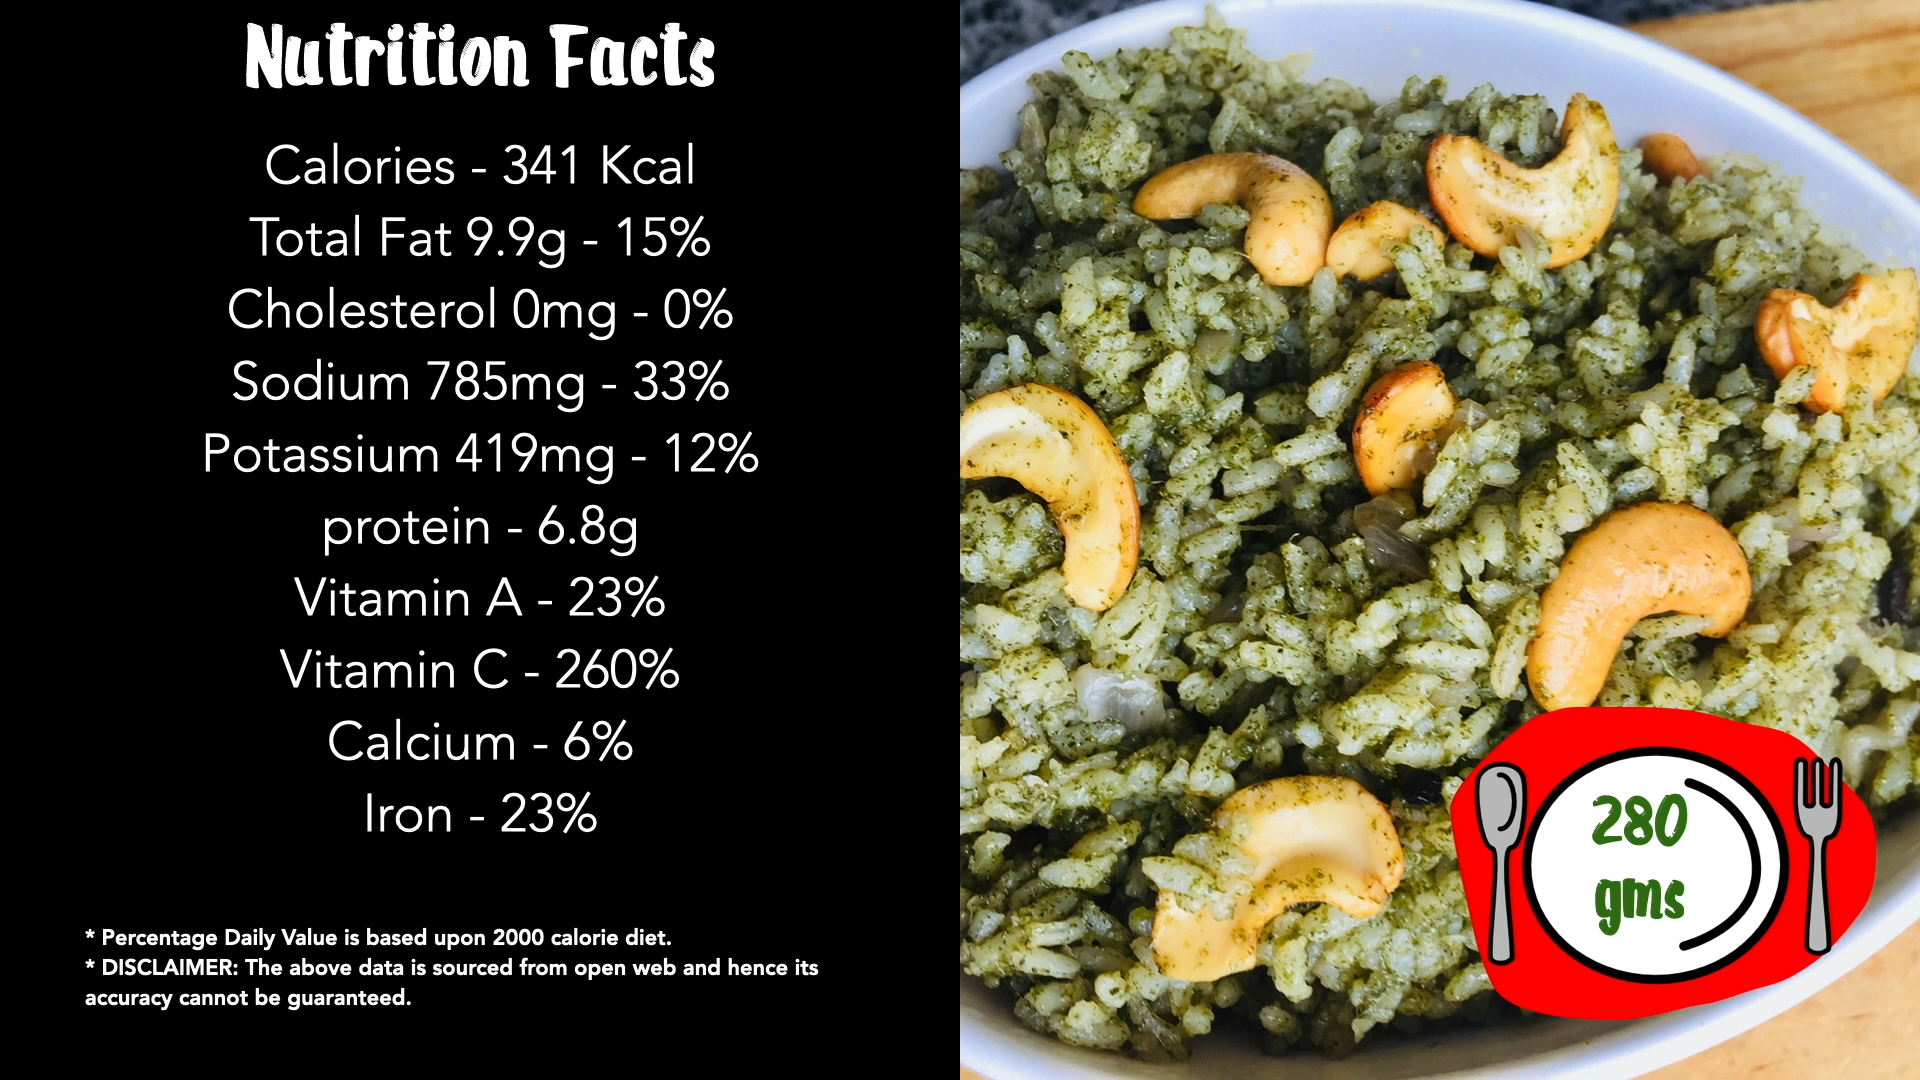 Nutrition Facts
Calories - 341 Kcal
Total Fat 9.9g - 15%
Cholesterol 0mg - 0%
Sodium 785mg - 33%
Potassium 419mg - 12%
protein - 6.8g
Vitamin A - 23%
Vitamin C - 260%
Calcium - 6%
Iron - 23%
* Percentage Daily Value is based upon 2000 calorie diet.
* DISCLAIMER: The above data is sourced from open web and hence its
accuracy cannot be guaranteed.
280
gms